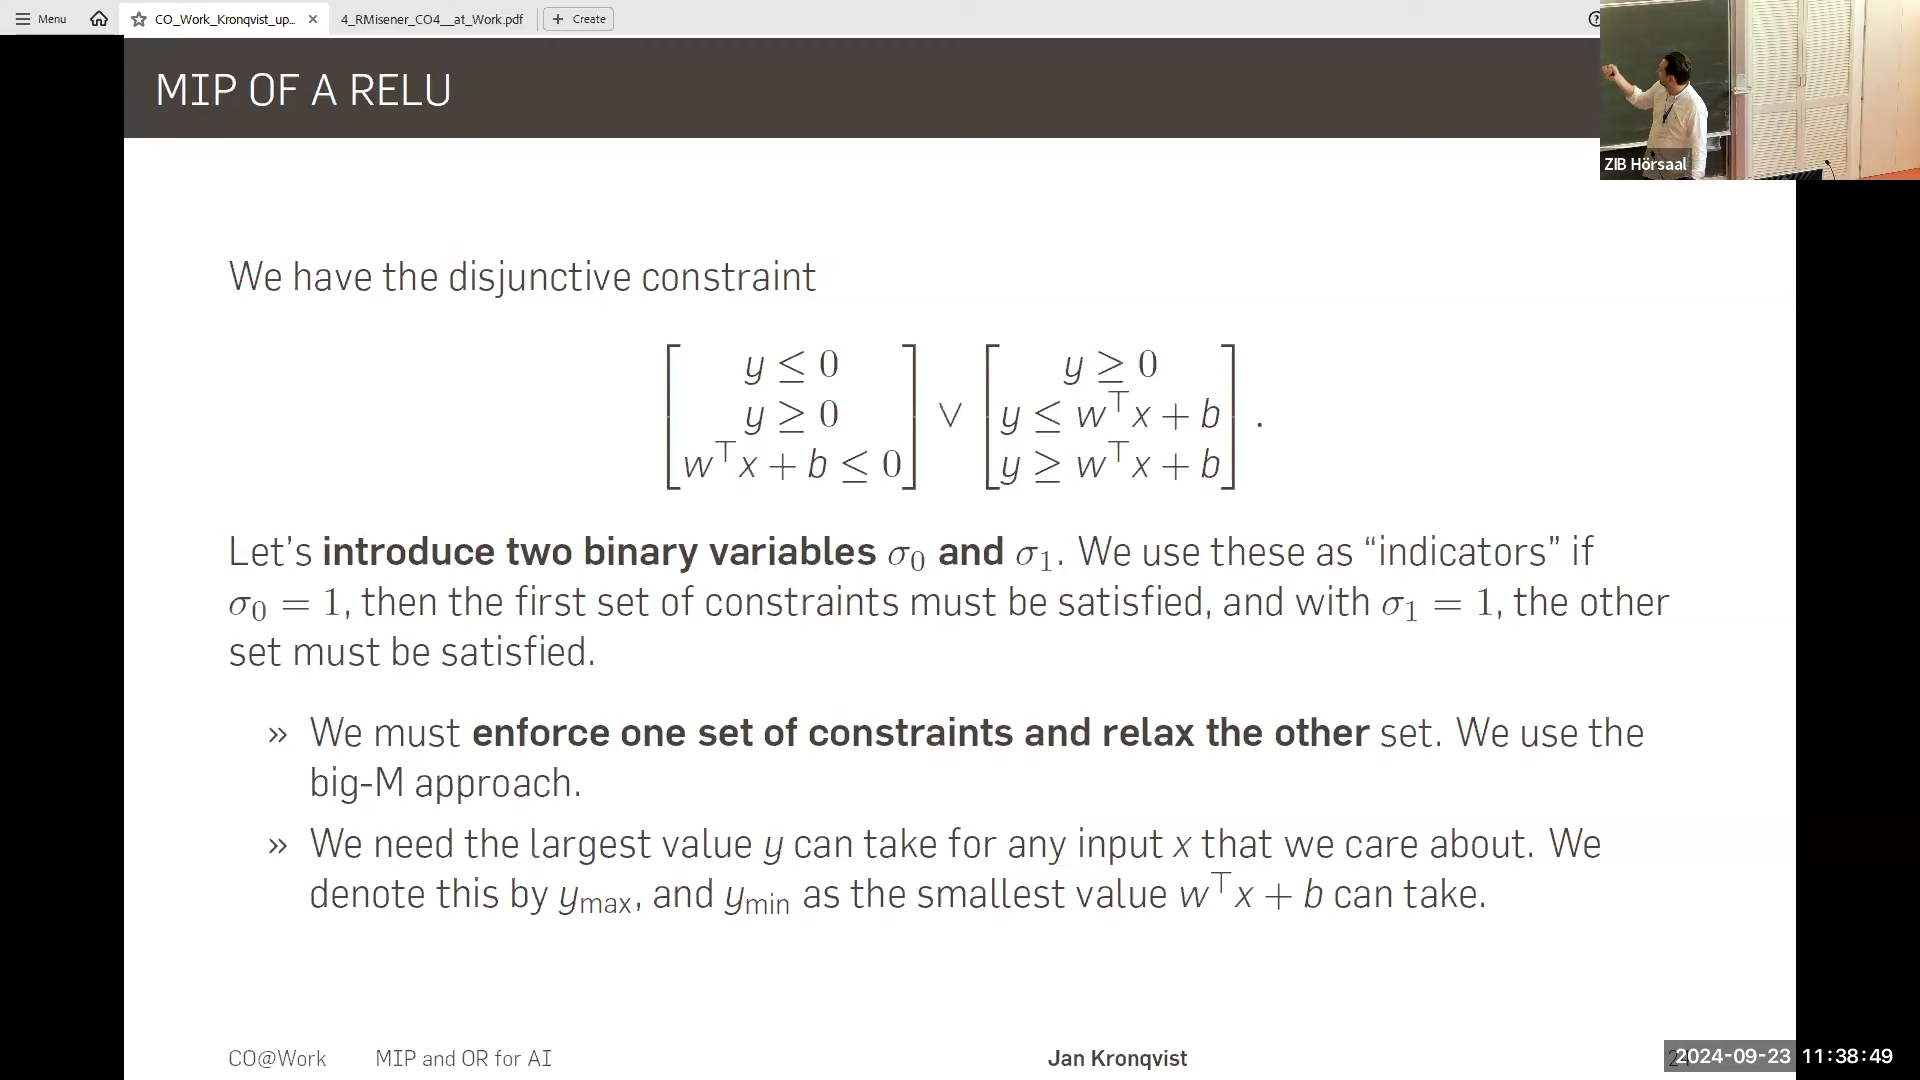 Menu
CO_Work_Kronqvist_up...
4_RMisener_CO4__at_Work.pdf
+ Create
MIP OF A RELU
ZIB Hörsaal
We have the disjunctive constraint
[ y ≤ 0 ] [ y ≥ 0 ]
[ y ≥ 0 ] ∨ [ y ≤ w⊤x + b ] .
[ w⊤x + b ≤ 0 ] [ y ≥ w⊤x + b ]
Let's introduce two binary variables σ₀ and σ₁. We use these as “indicators” if
σ₀ = 1, then the first set of constraints must be satisfied, and with σ₁ = 1, the other
set must be satisfied.
» We must enforce one set of constraints and relax the other set. We use the
big-M approach.
» We need the largest value y can take for any input x that we care about. We
denote this by y_max, and y_min as the smallest value w⊤x + b can take.
CO@Work MIP and OR for AI Jan Kronqvist
2024-09-23 11:38:49